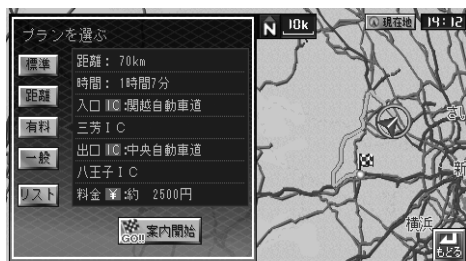 プランを選ぶ
標準
距離
有料
一般
リスト
距離: 70km
時間: 1時間7分
入口 IC:関越自動車道
三芳IC
出口 IC:中央自動車道
八王子IC
料金 ¥:約 2500円
GO!! 案内開始
N
10k
現在地
19:12
さい
新
横浜
もどる